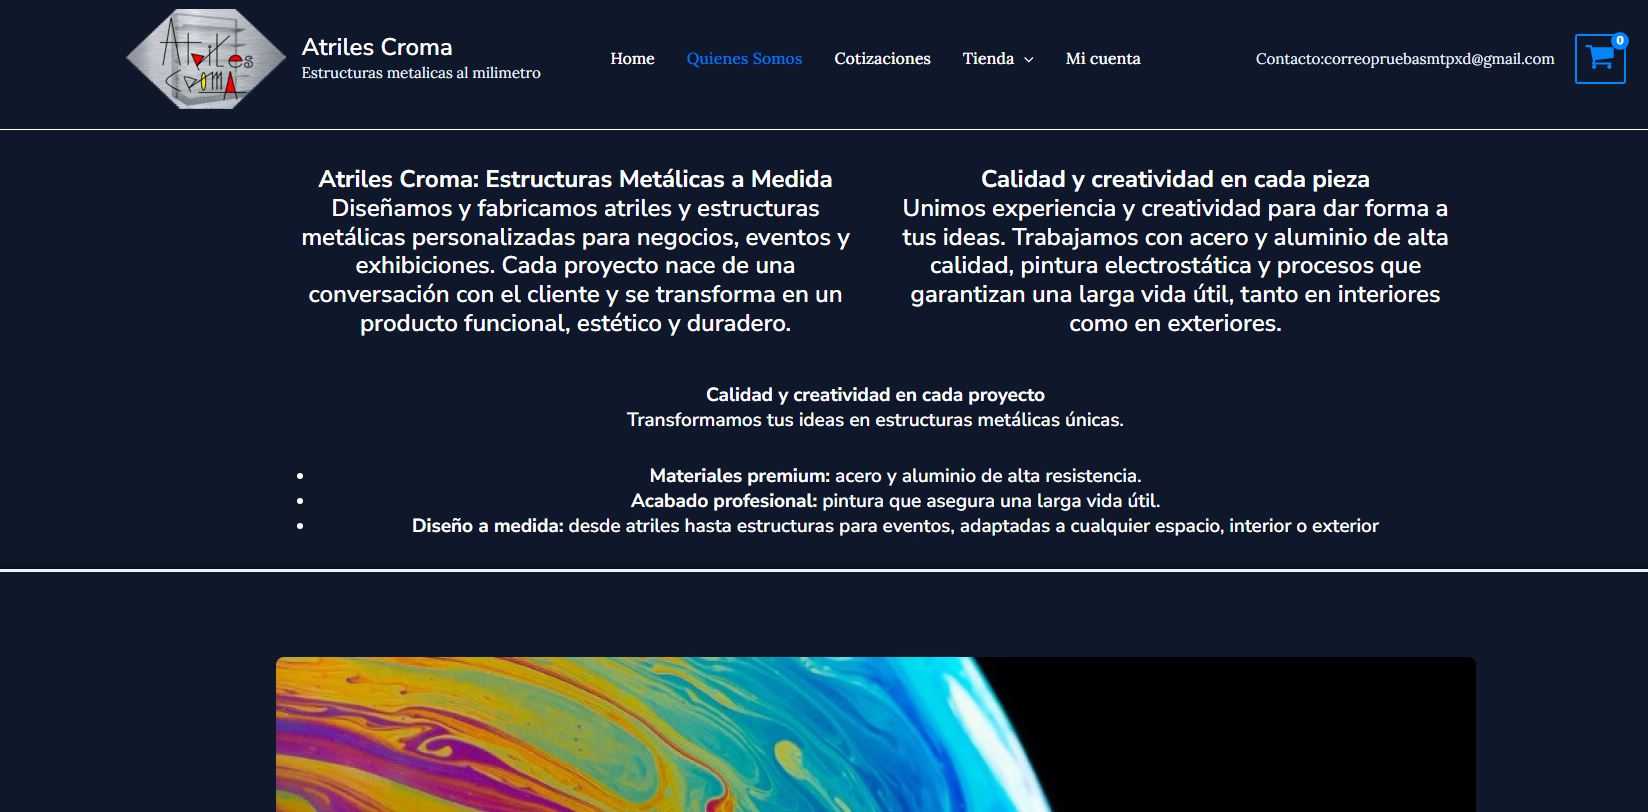 Atriles
Croma
Atriles Croma
Estructuras metalicas al milimetro
Home
Quienes Somos
Cotizaciones
Tienda
Mi cuenta
Contacto:correopruebasmtpxd@gmail.com
0
Atriles Croma: Estructuras Metálicas a Medida
Diseñamos y fabricamos atriles y estructuras
metálicas personalizadas para negocios, eventos y
exhibiciones. Cada proyecto nace de una
conversación con el cliente y se transforma en un
producto funcional, estético y duradero.
Calidad y creatividad en cada pieza
Unimos experiencia y creatividad para dar forma a
tus ideas. Trabajamos con acero y aluminio de alta
calidad, pintura electrostática y procesos que
garantizan una larga vida útil, tanto en interiores
como en exteriores.
Calidad y creatividad en cada proyecto
Transformamos tus ideas en estructuras metálicas únicas.
• Materiales premium: acero y aluminio de alta resistencia.
• Acabado profesional: pintura que asegura una larga vida útil.
• Diseño a medida: desde atriles hasta estructuras para eventos, adaptadas a cualquier espacio, interior o exterior